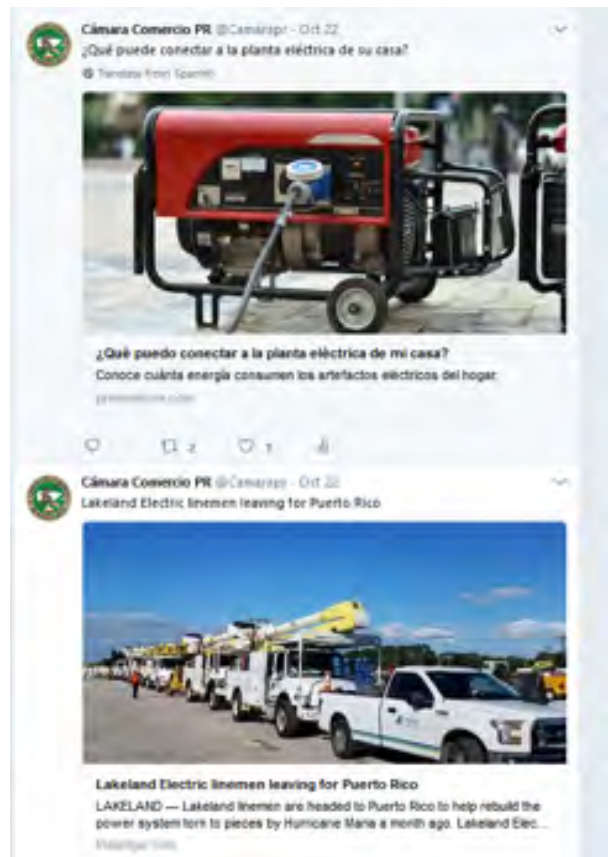 Cámara Comercio PR @Camarapr - Oct 22
¿Qué puede conectar a la planta eléctrica de su casa?
Translate from Spanish
¿Qué puedo conectar a la planta eléctrica de mi casa?
Conoce cuánta energía consumen los artefactos eléctricos del hogar.
2
1
Cámara Comercio PR @Camarapr - Oct 22
Lakeland Electric linemen leaving for Puerto Rico
Lakeland Electric linemen leaving for Puerto Rico
LAKELAND — Lakeland linemen are headed to Puerto Rico to help rebuild the
power system torn to pieces by Hurricane Maria a month ago. Lakeland Elec...